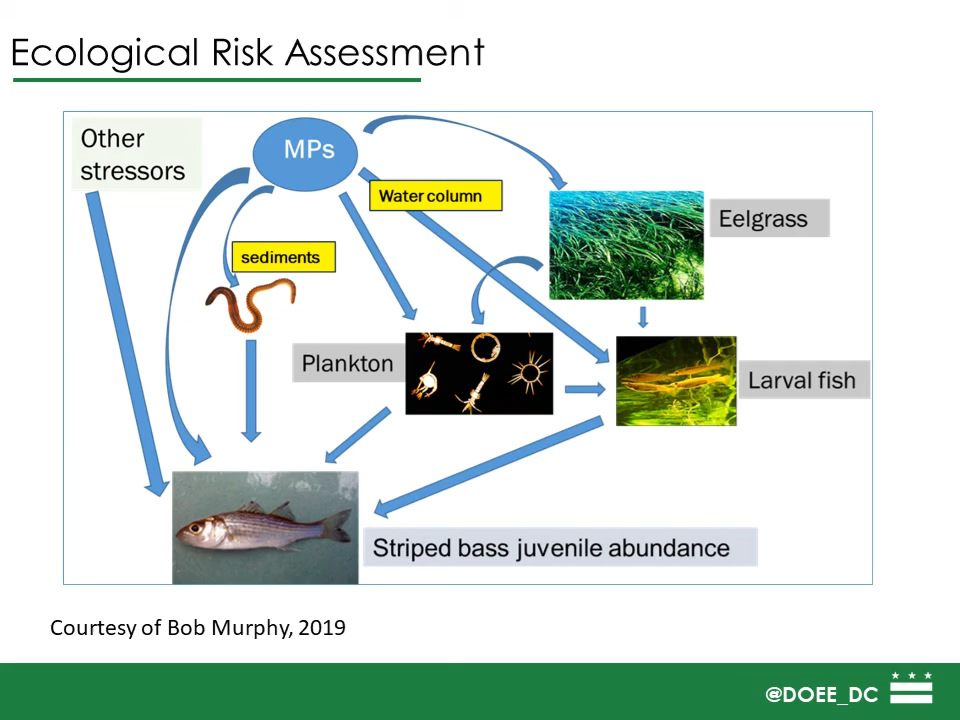 Ecological Risk Assessment
Other
stressors
MPs
Water column
Eelgrass
sediments
Plankton
Larval fish
Striped bass juvenile abundance
Courtesy of Bob Murphy, 2019
@DOEE_DC